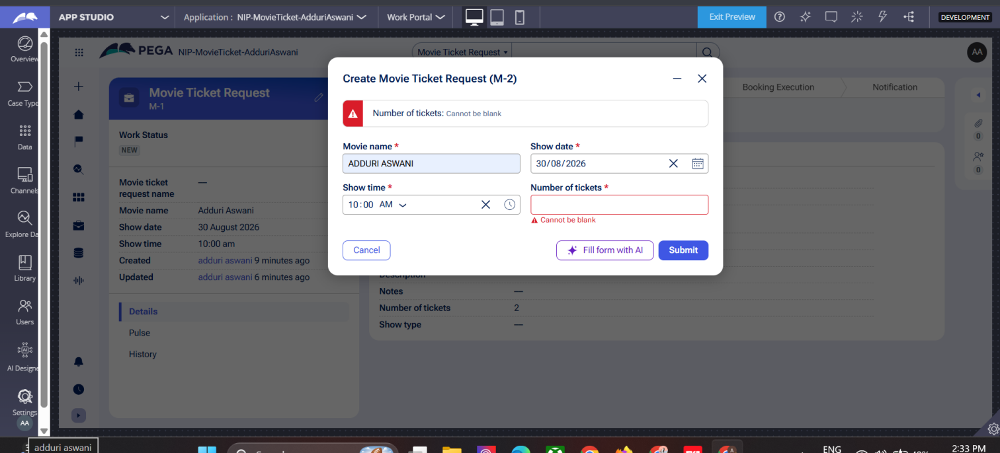 APP STUDIO
Application : NIP-MovieTicket-AdduriAswani
Work Portal
Exit Preview
DEVELOPMENT
Overview
Case Type
Data
Channels
Explore Da
Library
Users
AI Designe
Settings
AA
PEGA NIP-MovieTicket-AdduriAswani
Movie Ticket Request
AA
Movie Ticket Request
M-1
Work Status
NEW
Movie ticket request name —
Movie name Adduri Aswani
Show date 30 August 2026
Show time 10:00 am
Created adduri aswani 9 minutes ago
Updated adduri aswani 6 minutes ago
Details
Pulse
History
Create Movie Ticket Request (M-2)
Number of tickets: Cannot be blank
Movie name *
ADDURI ASWANI
Show date *
30/08/2026
Show time *
10:00 AM
Number of tickets *
Cannot be blank
Cancel
Fill form with AI
Submit
Booking Execution
Notification
0
0
Description
Notes —
Number of tickets 2
Show type —
adduri aswani
ENG
2:33 PM